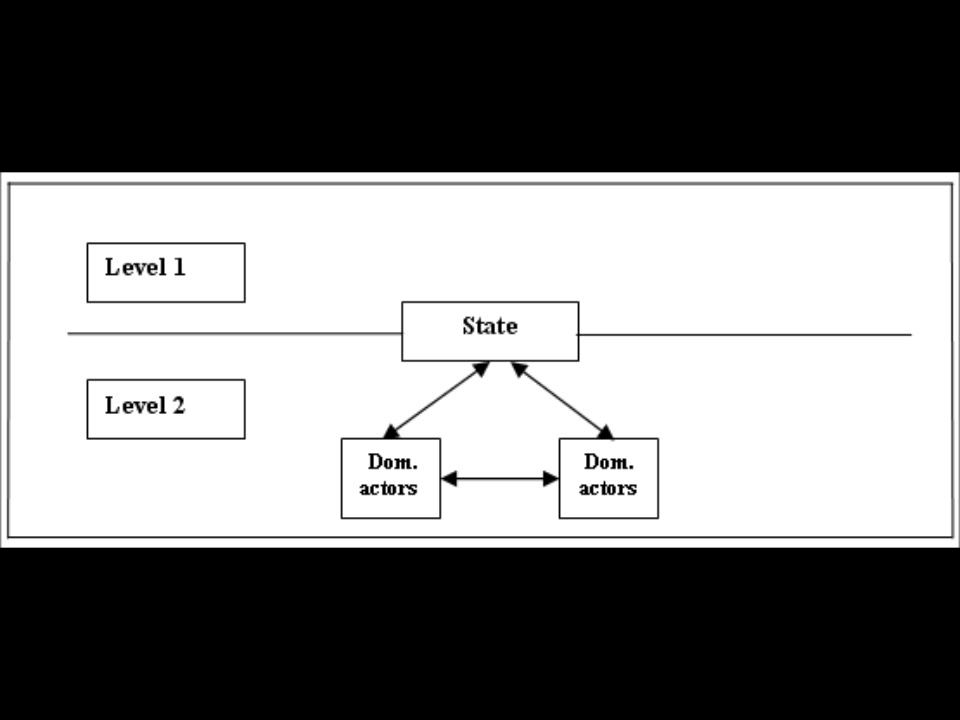 Level 1
State
Level 2
Dom.
actors
Dom.
actors